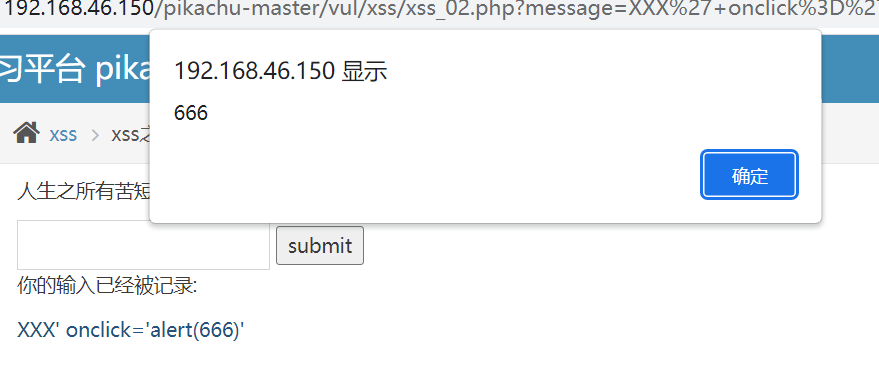 192.168.46.150/pikachu-master/vul/xss/xss_02.php?message=XXX%27+onclick%3D%27
习平台 pika
192.168.46.150 显示
666
xss > xss之
确定
人生之所有苦短
submit
你的输入已经被记录:
XXX' onclick='alert(666)'